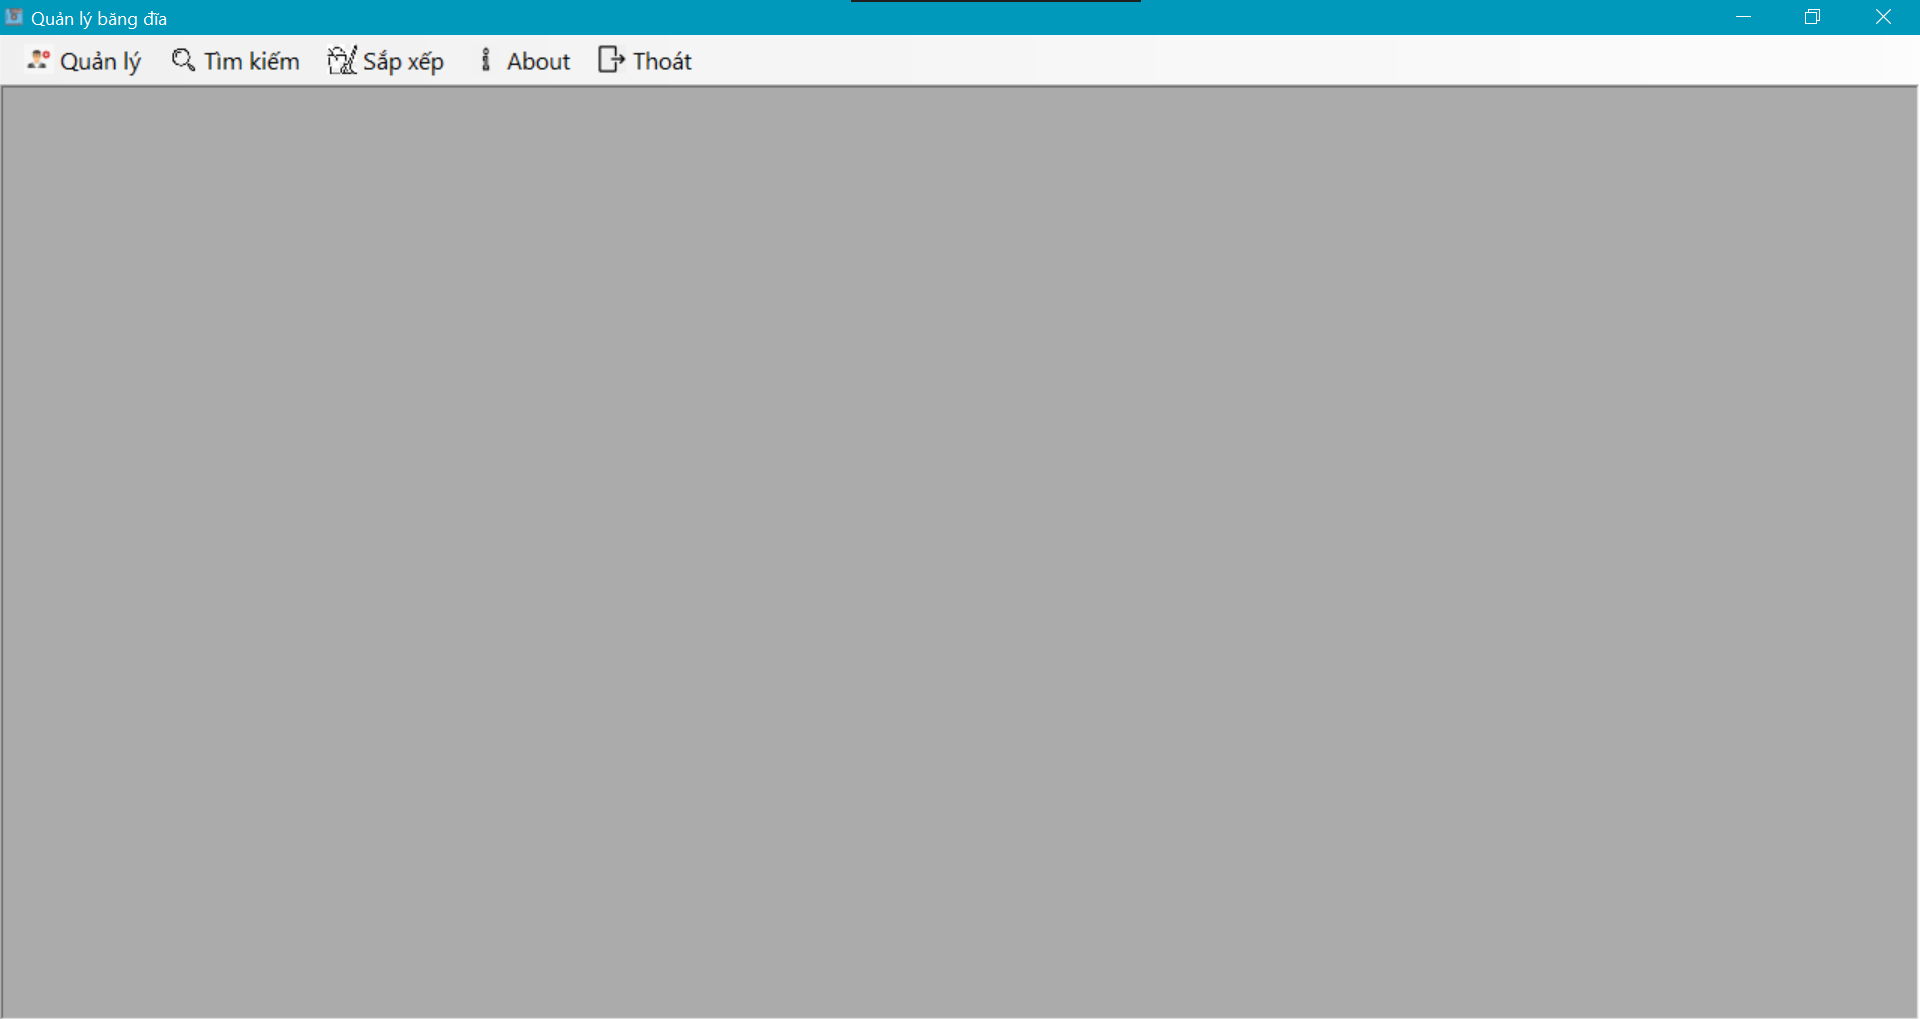 Quản lý băng đĩa
Quản lý Tìm kiếm Sắp xếp About Thoát